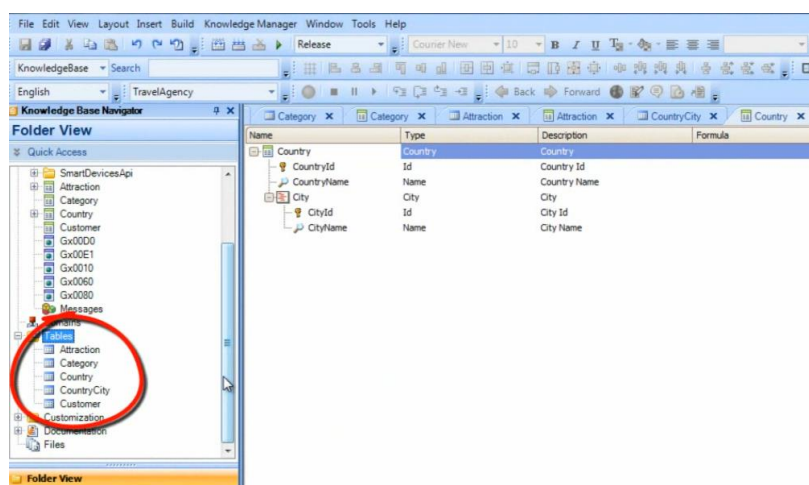 File Edit View Layout Insert Build Knowledge Manager Window Tools Help
Release Courier New 10 B I U
KnowledgeBase Search
English TravelAgency Back Forward
Knowledge Base Navigator
Folder View
Quick Access
SmartDevicesApi
Attraction
Category
Country
Customer
Gx00D0
Gx00E1
Gx0010
Gx0060
Gx0080
Messages
Domains
Tables
Attraction
Category
Country
CountryCity
Customer
Customization
Documentation
Files
Folder View
Category Category Attraction Attraction CountryCity Country
Name Type Description Formula
Country Country Country
CountryId Id Country Id
CountryName Name Country Name
City City City
CityId Id City Id
CityName Name City Name